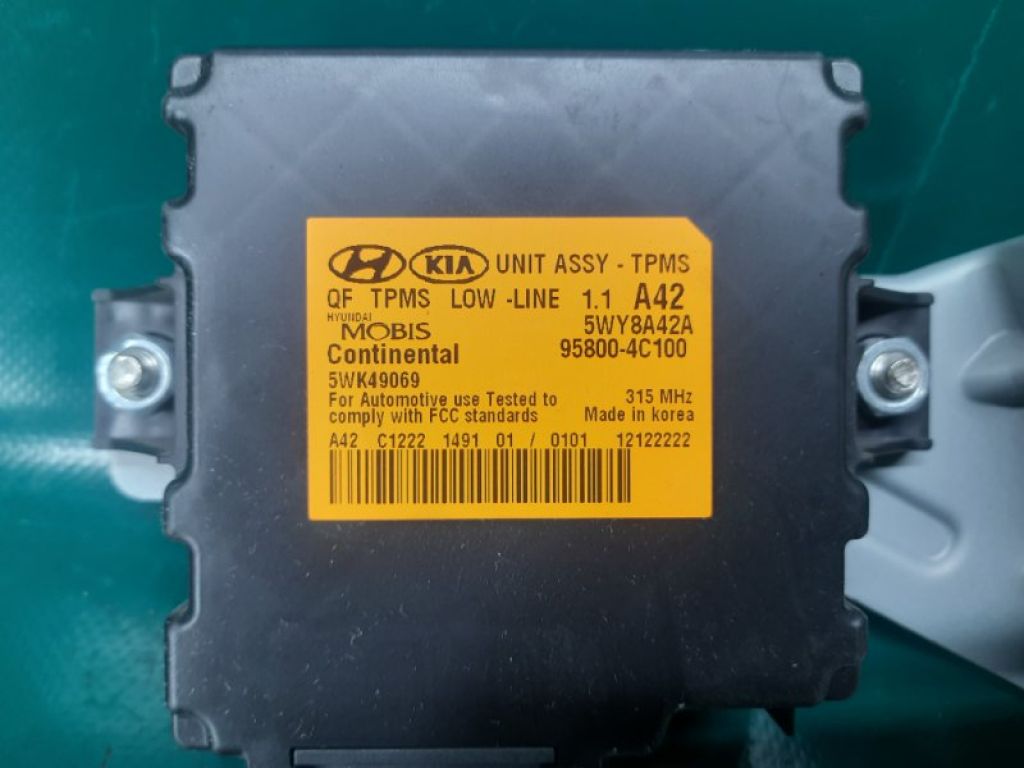 KIA UNIT ASSY - TPMS
QF TPMS LOW -LINE 1.1 A42
HYUNDAI
MOBIS 5WY8A42A
Continental 95800-4C100
5WK49069
For Automotive use Tested to 315 MHz
comply with FCC standards Made in korea
A42 C1222 1491 01 / 0101 12122222